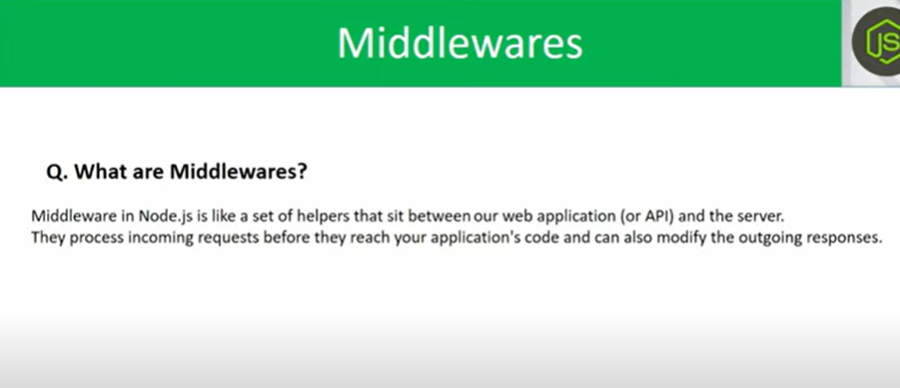 Middlewares
JS
Q. What are Middlewares?
Middleware in Node.js is like a set of helpers that sit between our web application (or API) and the server.
They process incoming requests before they reach your application's code and can also modify the outgoing responses.